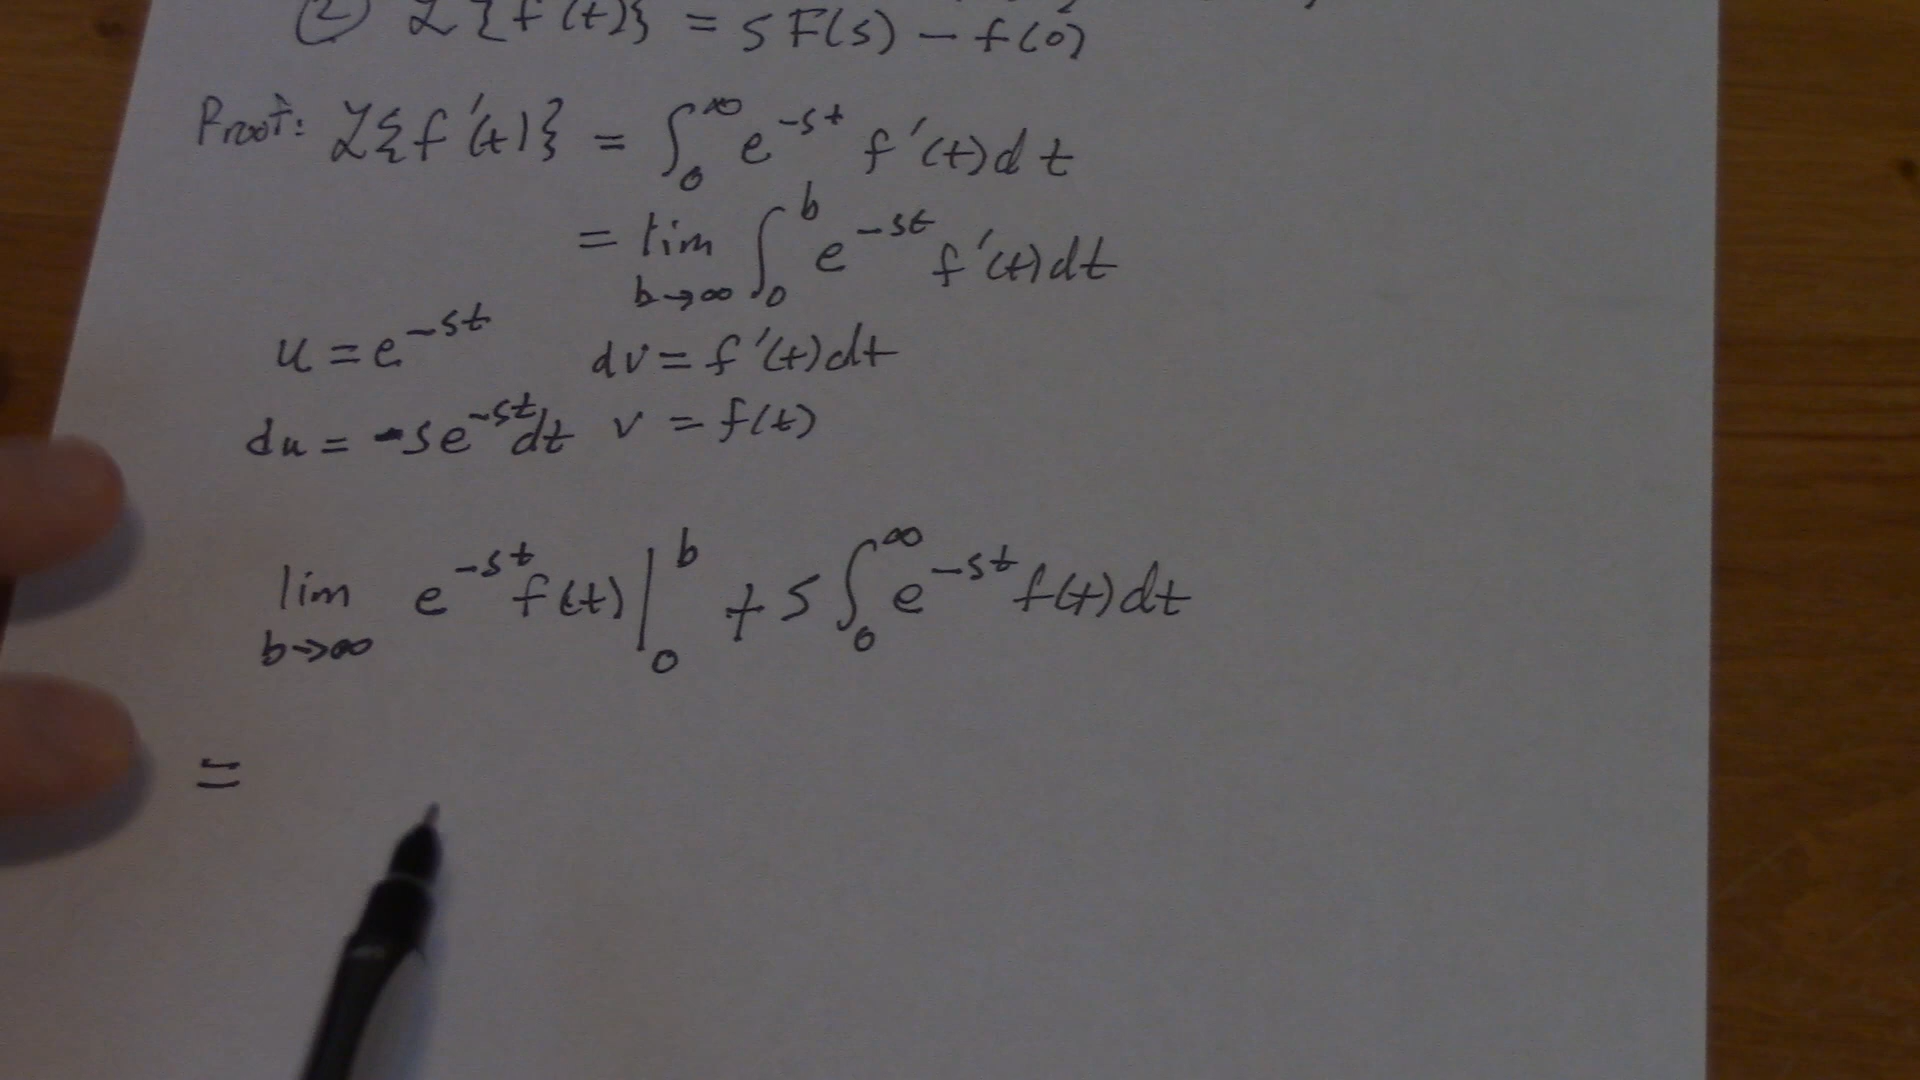 ② ℒ{f'(t)} = sF(s) – f(0)
Proof: ℒ{f'(t)} = ∫₀^∞ e^{-st} f'(t)dt
= lim_{b→∞} ∫₀^b e^{-st} f'(t)dt
u = e^{-st} dv = f'(t)dt
du = -se^{-st}dt v = f(t)
lim_{b→∞} e^{-st}f(t)|₀^b + s∫₀^∞ e^{-st} f(t)dt
=